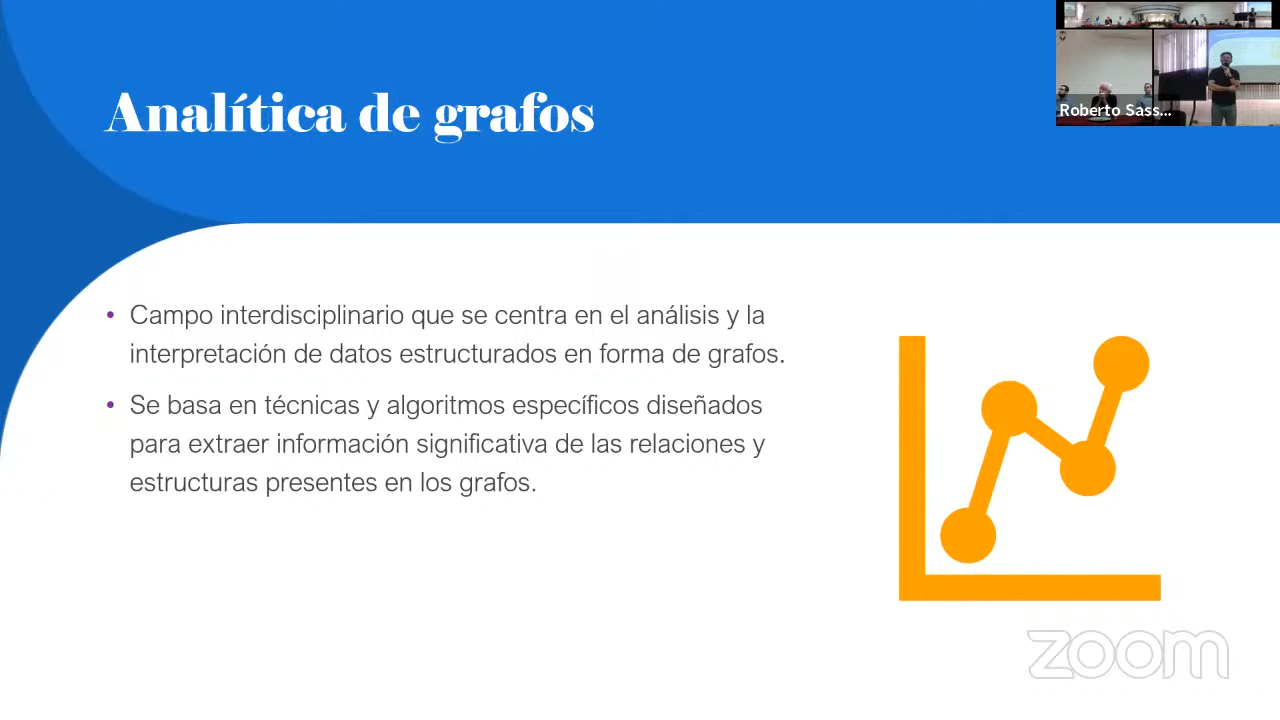 Analítica de grafos
Roberto Sass...
• Campo interdisciplinario que se centra en el análisis y la
interpretación de datos estructurados en forma de grafos.
• Se basa en técnicas y algoritmos específicos diseñados
para extraer información significativa de las relaciones y
estructuras presentes en los grafos.
zoom